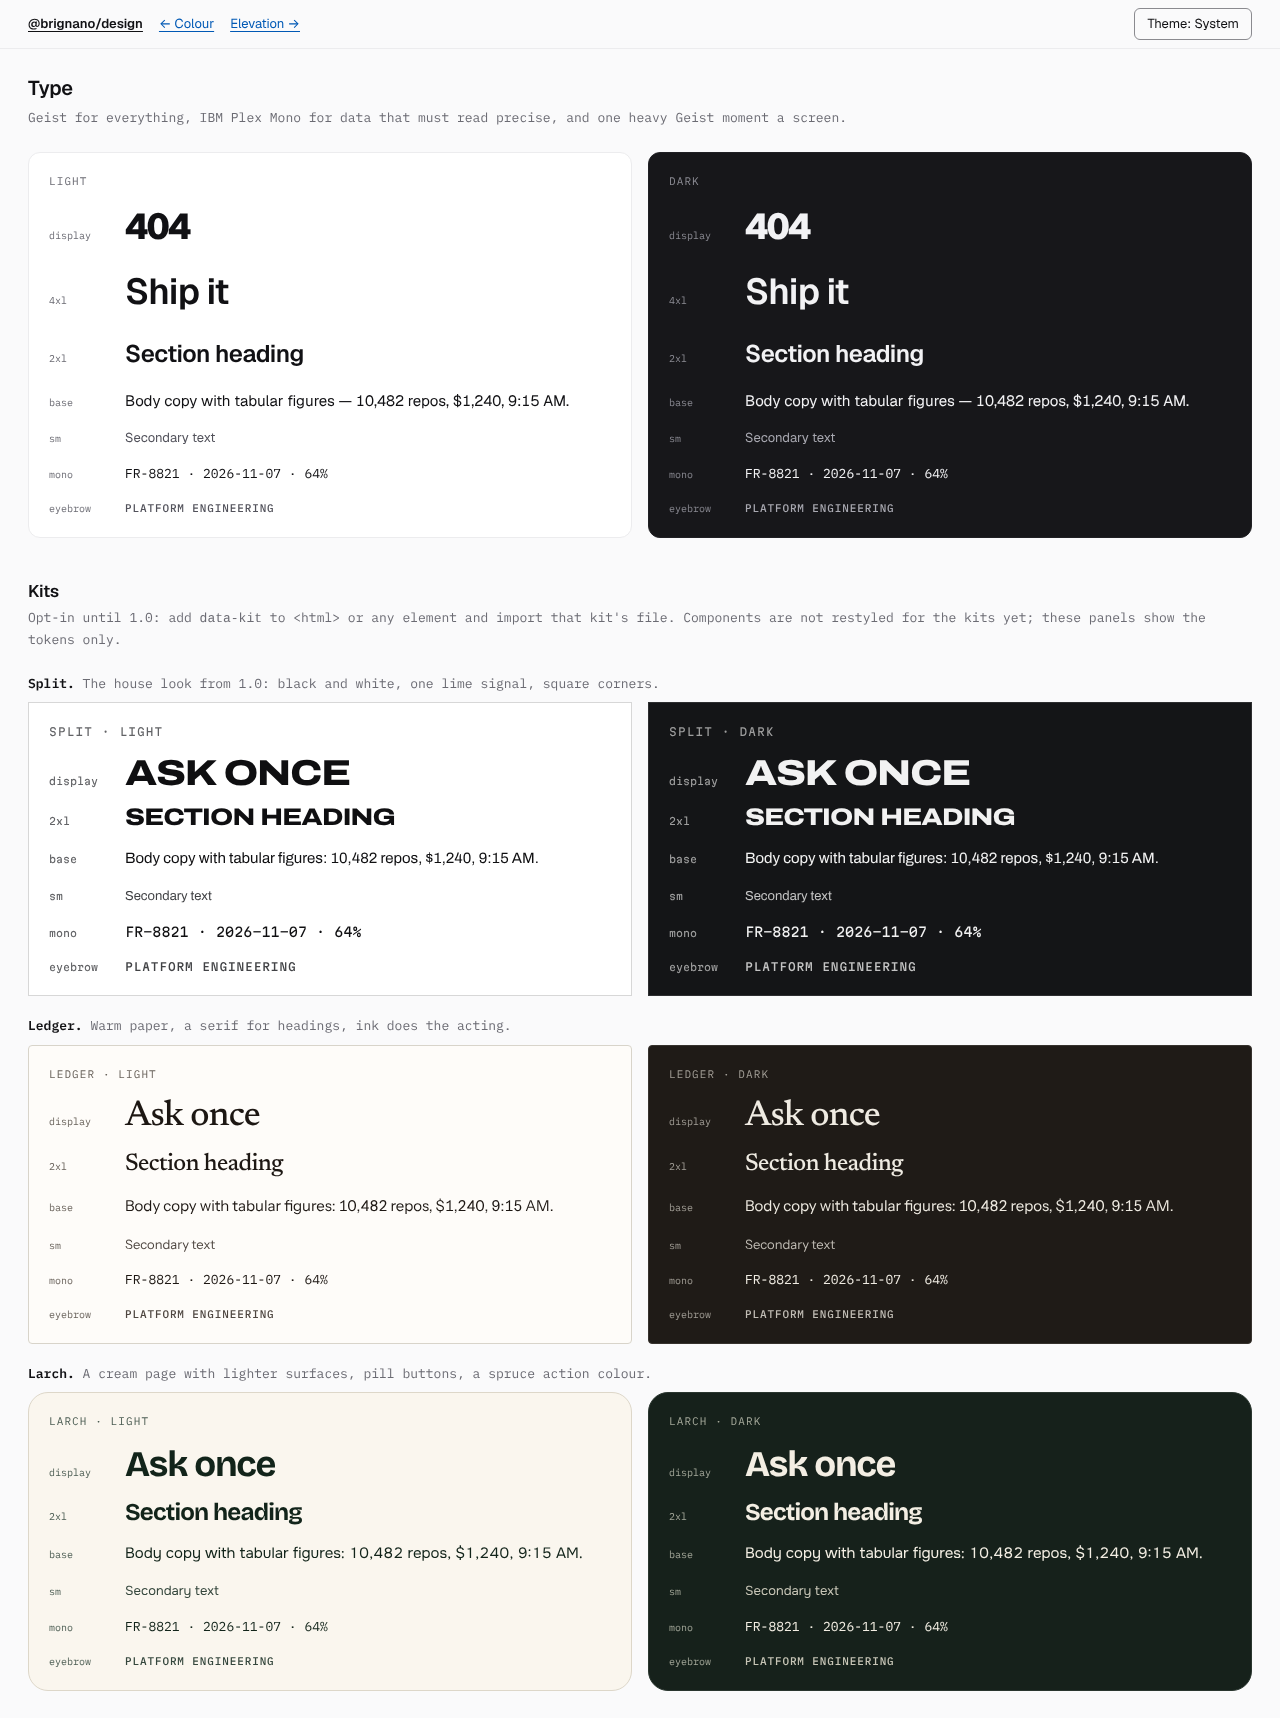 @brignano/design ← Colour Elevation → Theme: System
Type
Geist for everything, IBM Plex Mono for data that must read precise, and one heavy Geist moment a screen.
LIGHT
display 404
4xl Ship it
2xl Section heading
base Body copy with tabular figures — 10,482 repos, $1,240, 9:15 AM.
sm Secondary text
mono FR-8821 · 2026-11-07 · 64%
eyebrow PLATFORM ENGINEERING
DARK
display 404
4xl Ship it
2xl Section heading
base Body copy with tabular figures — 10,482 repos, $1,240, 9:15 AM.
sm Secondary text
mono FR-8821 · 2026-11-07 · 64%
eyebrow PLATFORM ENGINEERING
Kits
Opt-in until 1.0: add data-kit to <html> or any element and import that kit's file. Components are not restyled for the kits yet; these panels show the
tokens only.
Split. The house look from 1.0: black and white, one lime signal, square corners.
SPLIT · LIGHT
display ASK ONCE
2xl SECTION HEADING
base Body copy with tabular figures: 10,482 repos, $1,240, 9:15 AM.
sm Secondary text
mono FR-8821 · 2026-11-07 · 64%
eyebrow PLATFORM ENGINEERING
SPLIT · DARK
display ASK ONCE
2xl SECTION HEADING
base Body copy with tabular figures: 10,482 repos, $1,240, 9:15 AM.
sm Secondary text
mono FR-8821 · 2026-11-07 · 64%
eyebrow PLATFORM ENGINEERING
Ledger. Warm paper, a serif for headings, ink does the acting.
LEDGER · LIGHT
display Ask once
2xl Section heading
base Body copy with tabular figures: 10,482 repos, $1,240, 9:15 AM.
sm Secondary text
mono FR-8821 · 2026-11-07 · 64%
eyebrow PLATFORM ENGINEERING
LEDGER · DARK
display Ask once
2xl Section heading
base Body copy with tabular figures: 10,482 repos, $1,240, 9:15 AM.
sm Secondary text
mono FR-8821 · 2026-11-07 · 64%
eyebrow PLATFORM ENGINEERING
Larch. A cream page with lighter surfaces, pill buttons, a spruce action colour.
LARCH · LIGHT
display Ask once
2xl Section heading
base Body copy with tabular figures: 10,482 repos, $1,240, 9:15 AM.
sm Secondary text
mono FR-8821 · 2026-11-07 · 64%
eyebrow PLATFORM ENGINEERING
LARCH · DARK
display Ask once
2xl Section heading
base Body copy with tabular figures: 10,482 repos, $1,240, 9:15 AM.
sm Secondary text
mono FR-8821 · 2026-11-07 · 64%
eyebrow PLATFORM ENGINEERING